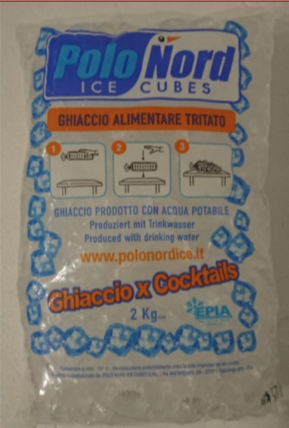 Polo Nord
ICE CUBES
GHIACCIO ALIMENTARE TRITATO
1 2 3
GHIACCIO PRODOTTO CON ACQUA POTABILE
Produziert mit Trinkwasser
Produced with drinking water
www.polonordice.it
Ghiaccio x Cocktails
2 Kg
EPIA